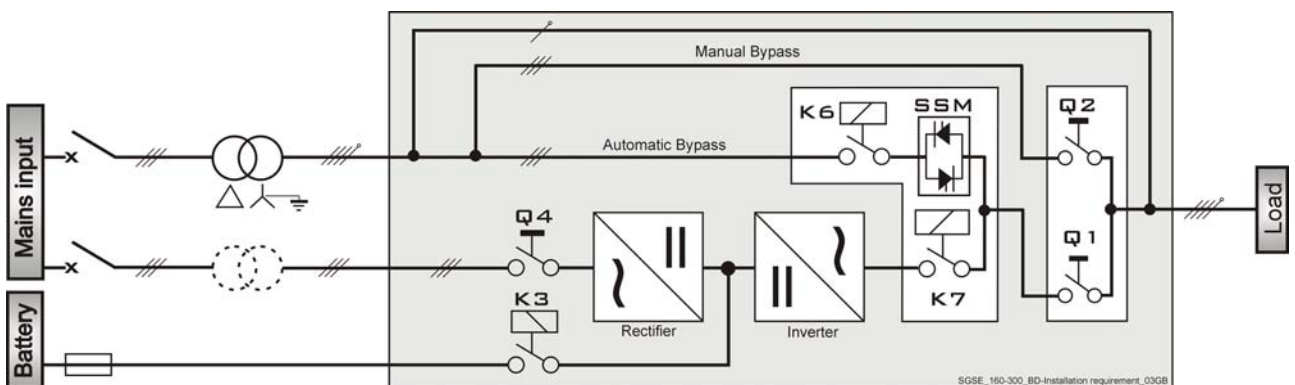 Mains input
Battery
Manual Bypass
Automatic Bypass
K6
SSM
Q2
Q4
K3
Rectifier
Inverter
K7
Q1
Load
SGSE_160-300_BD-Installation requirement_03GB